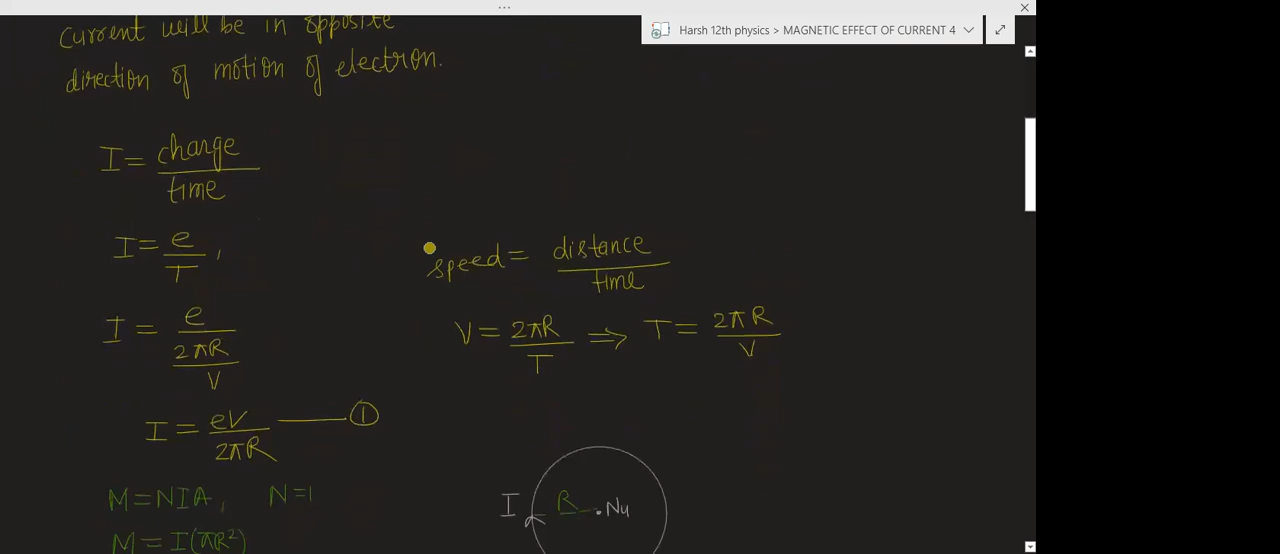 Harsh 12th physics > MAGNETIC EFFECT OF CURRENT 4
current will be in opposite
direction of motion of electron.
I = charge / time
I = e / T ,
speed = distance / time
I = e / (2πR / V)
V = 2πR / T ⇒ T = 2πR / V
I = eV / 2πR —— ①
M = NIA, N = 1
M = I(πR²)
I R Nu